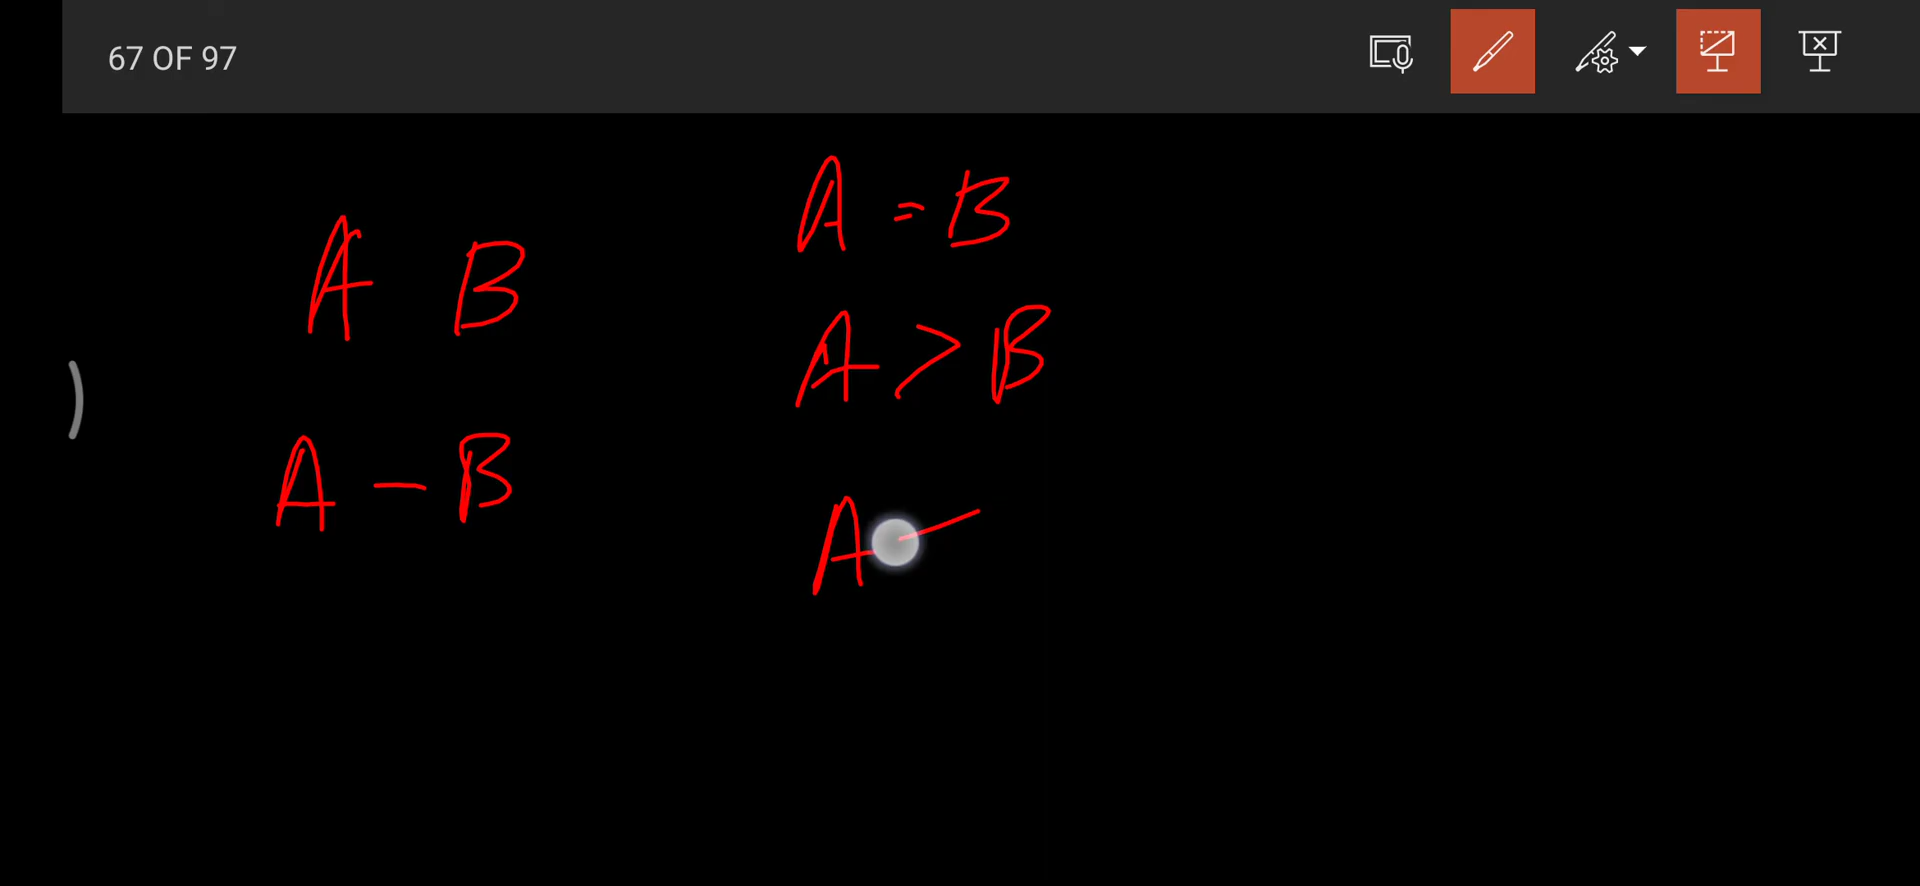 67 OF 97
A B
A - B
A = B
A > B
A